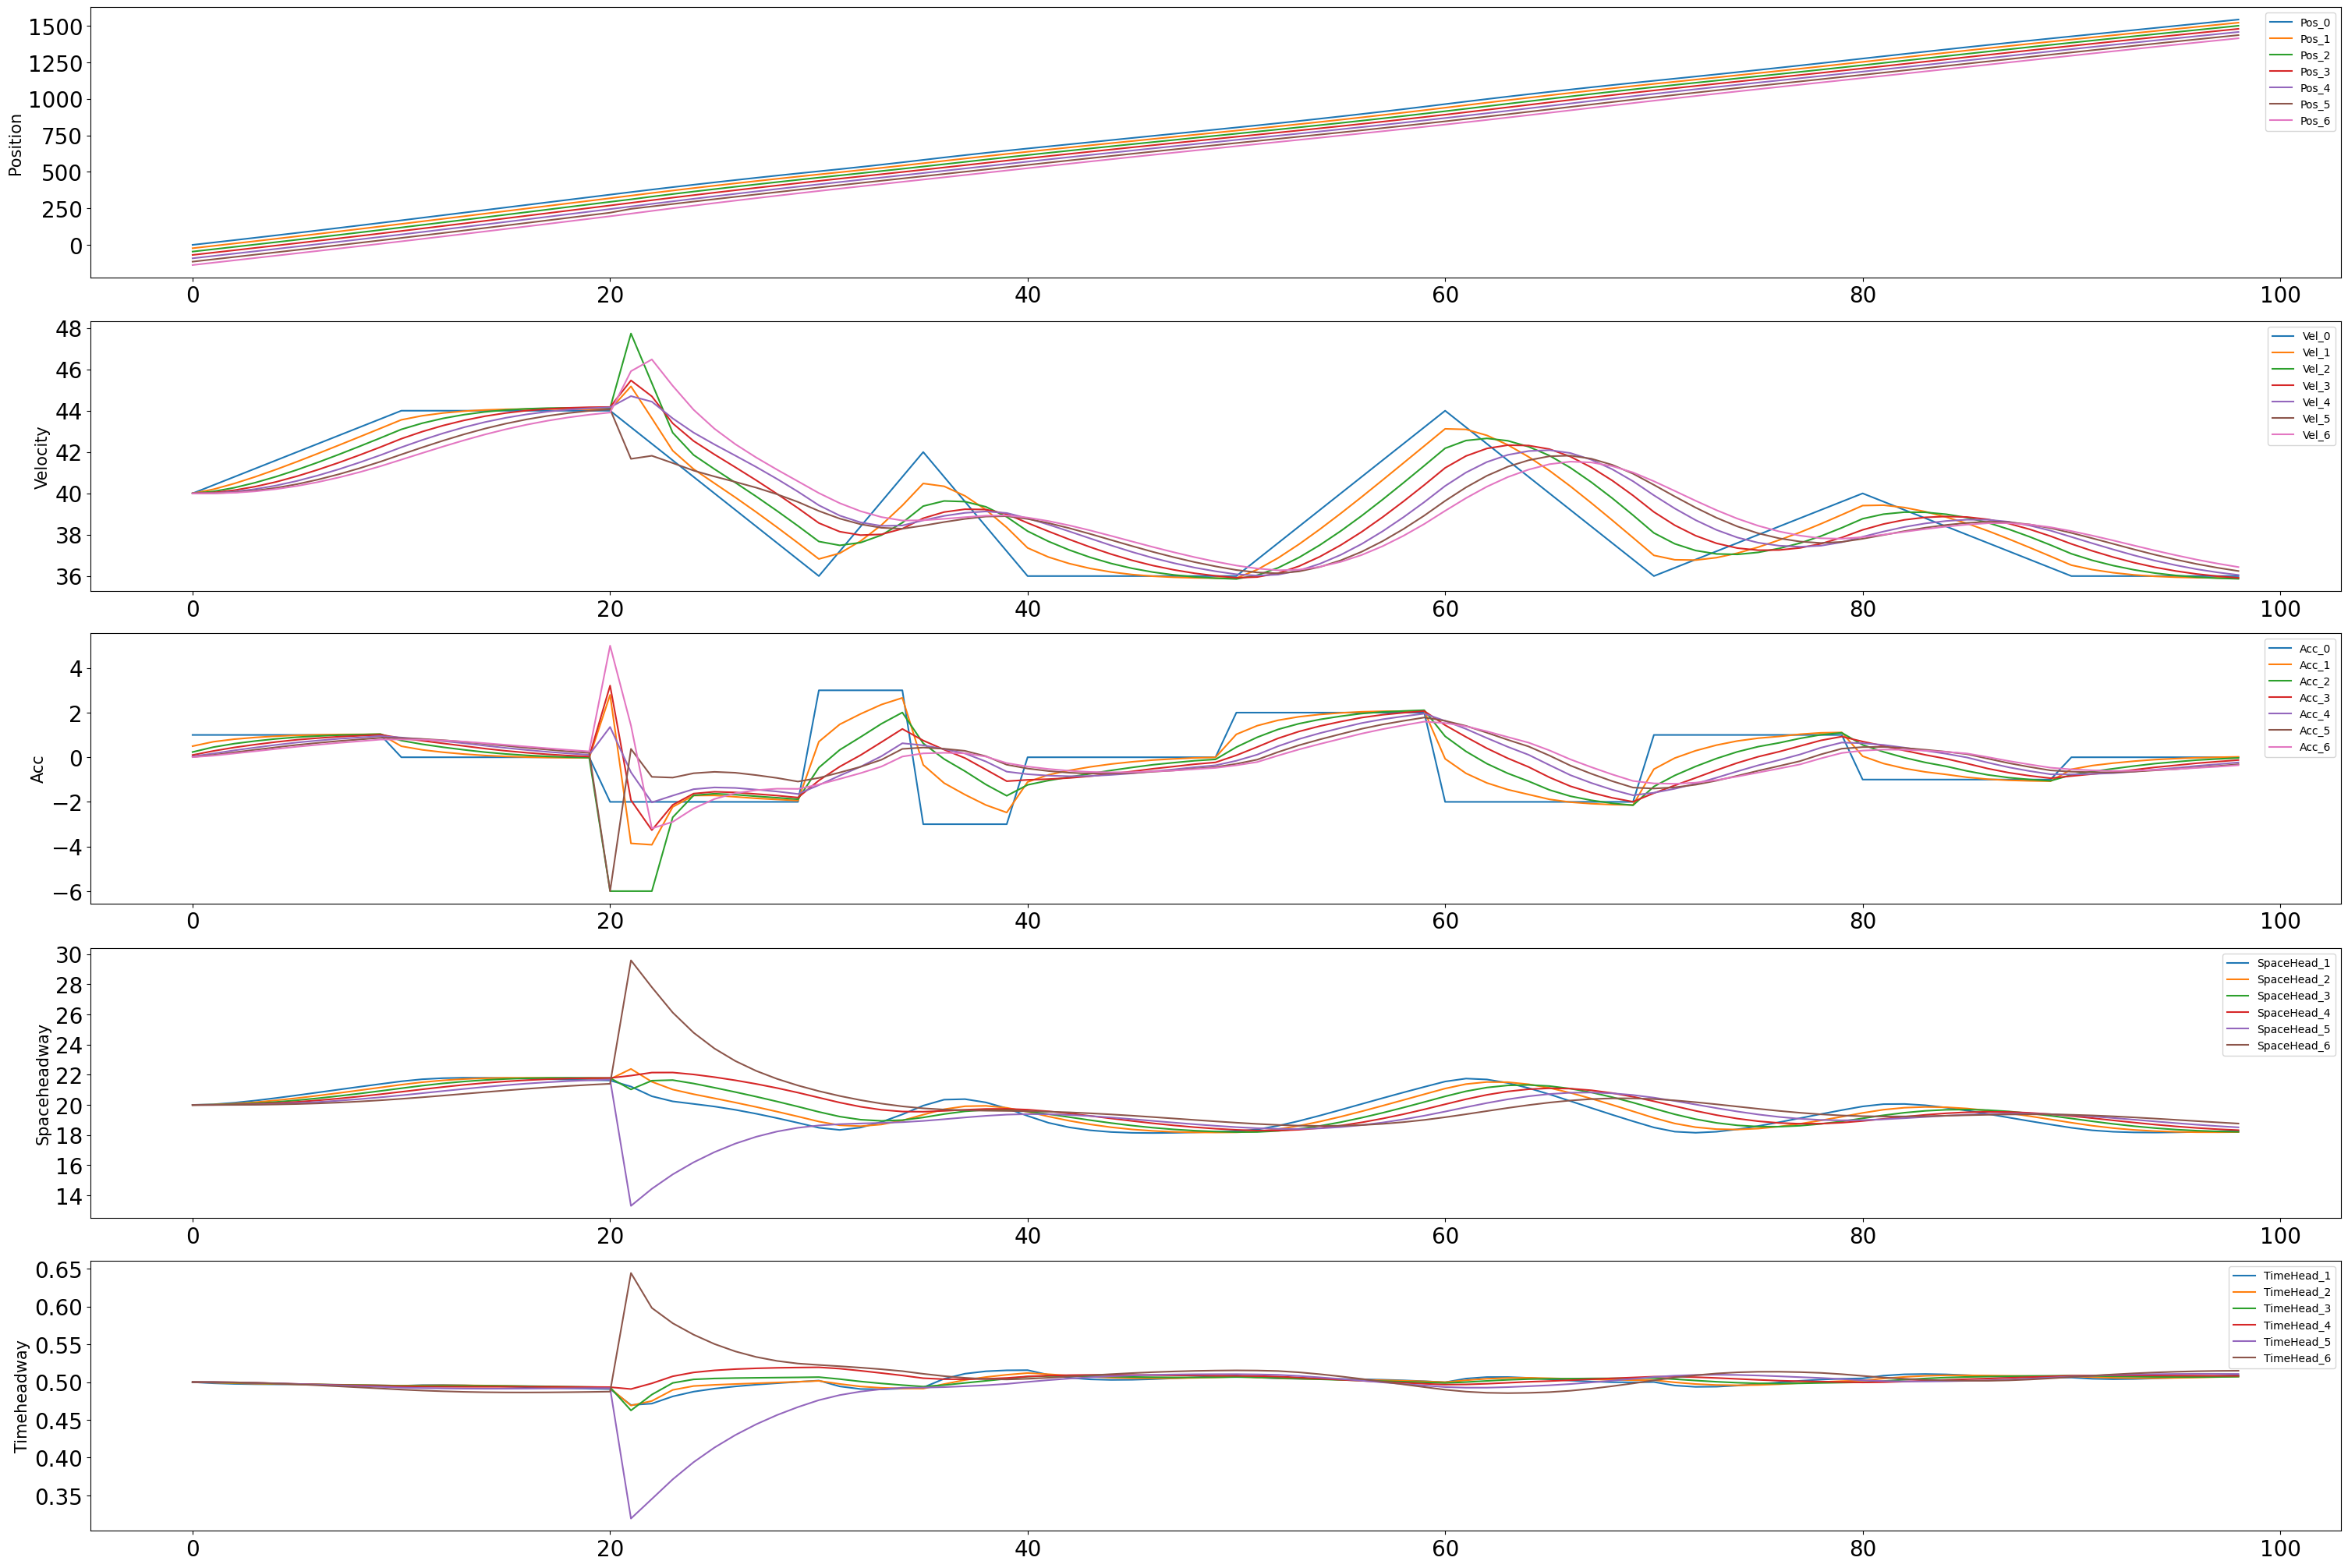 1500
1250
1000
750
500
250
0
Position
Pos_0
Pos_1
Pos_2
Pos_3
Pos_4
Pos_5
Pos_6
0 20 40 60 80 100
48
46
44
42
40
38
36
Velocity
Vel_0
Vel_1
Vel_2
Vel_3
Vel_4
Vel_5
Vel_6
0 20 40 60 80 100
4
2
0
−2
−4
−6
Acc
Acc_0
Acc_1
Acc_2
Acc_3
Acc_4
Acc_5
Acc_6
0 20 40 60 80 100
30
28
26
24
22
20
18
16
14
Spaceheadway
SpaceHead_1
SpaceHead_2
SpaceHead_3
SpaceHead_4
SpaceHead_5
SpaceHead_6
0 20 40 60 80 100
0.65
0.60
0.55
0.50
0.45
0.40
0.35
Timeheadway
TimeHead_1
TimeHead_2
TimeHead_3
TimeHead_4
TimeHead_5
TimeHead_6
0 20 40 60 80 100